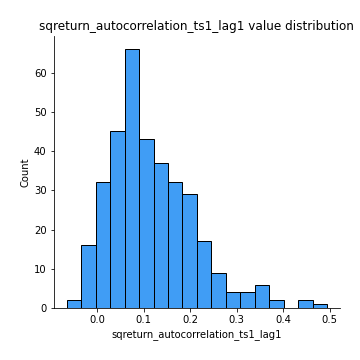 sqreturn_autocorrelation_ts1_lag1 value distribution
60
50
40
30
20
10
0
Count
0.0 0.1 0.2 0.3 0.4 0.5
sqreturn_autocorrelation_ts1_lag1